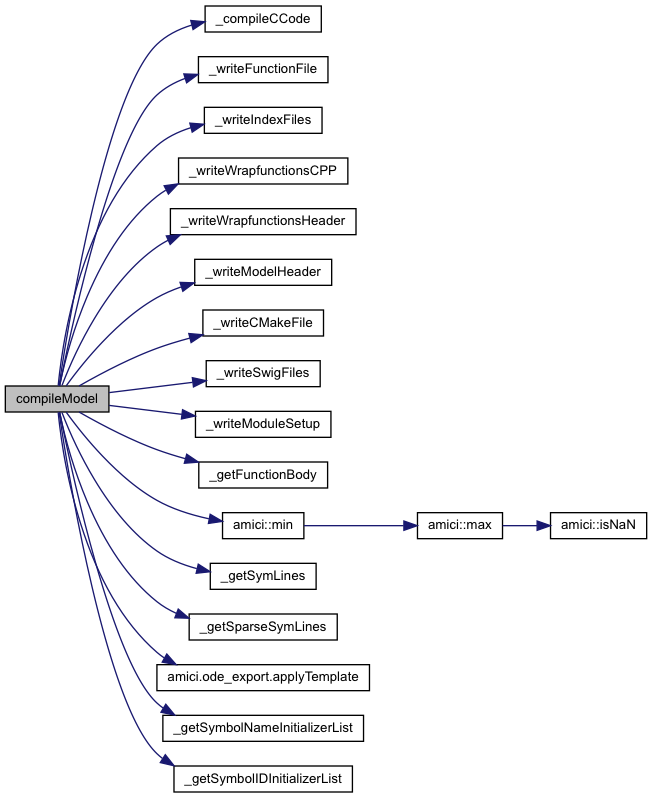 _compileCCode
_writeFunctionFile
_writeIndexFiles
_writeWrapfunctionsCPP
_writeWrapfunctionsHeader
_writeModelHeader
_writeCMakeFile
_writeSwigFiles
compileModel
_writeModuleSetup
_getFunctionBody
amici::min
amici::max
amici::isNaN
_getSymLines
_getSparseSymLines
amici.ode_export.applyTemplate
_getSymbolNameInitializerList
_getSymbolIDInitializerList